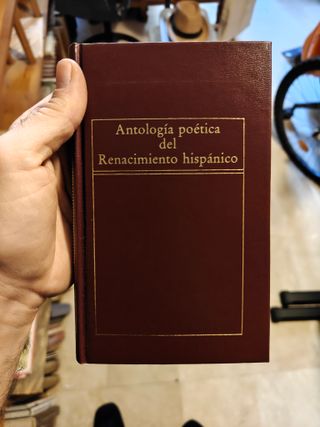 Antología poética
del
Renacimiento hispánico